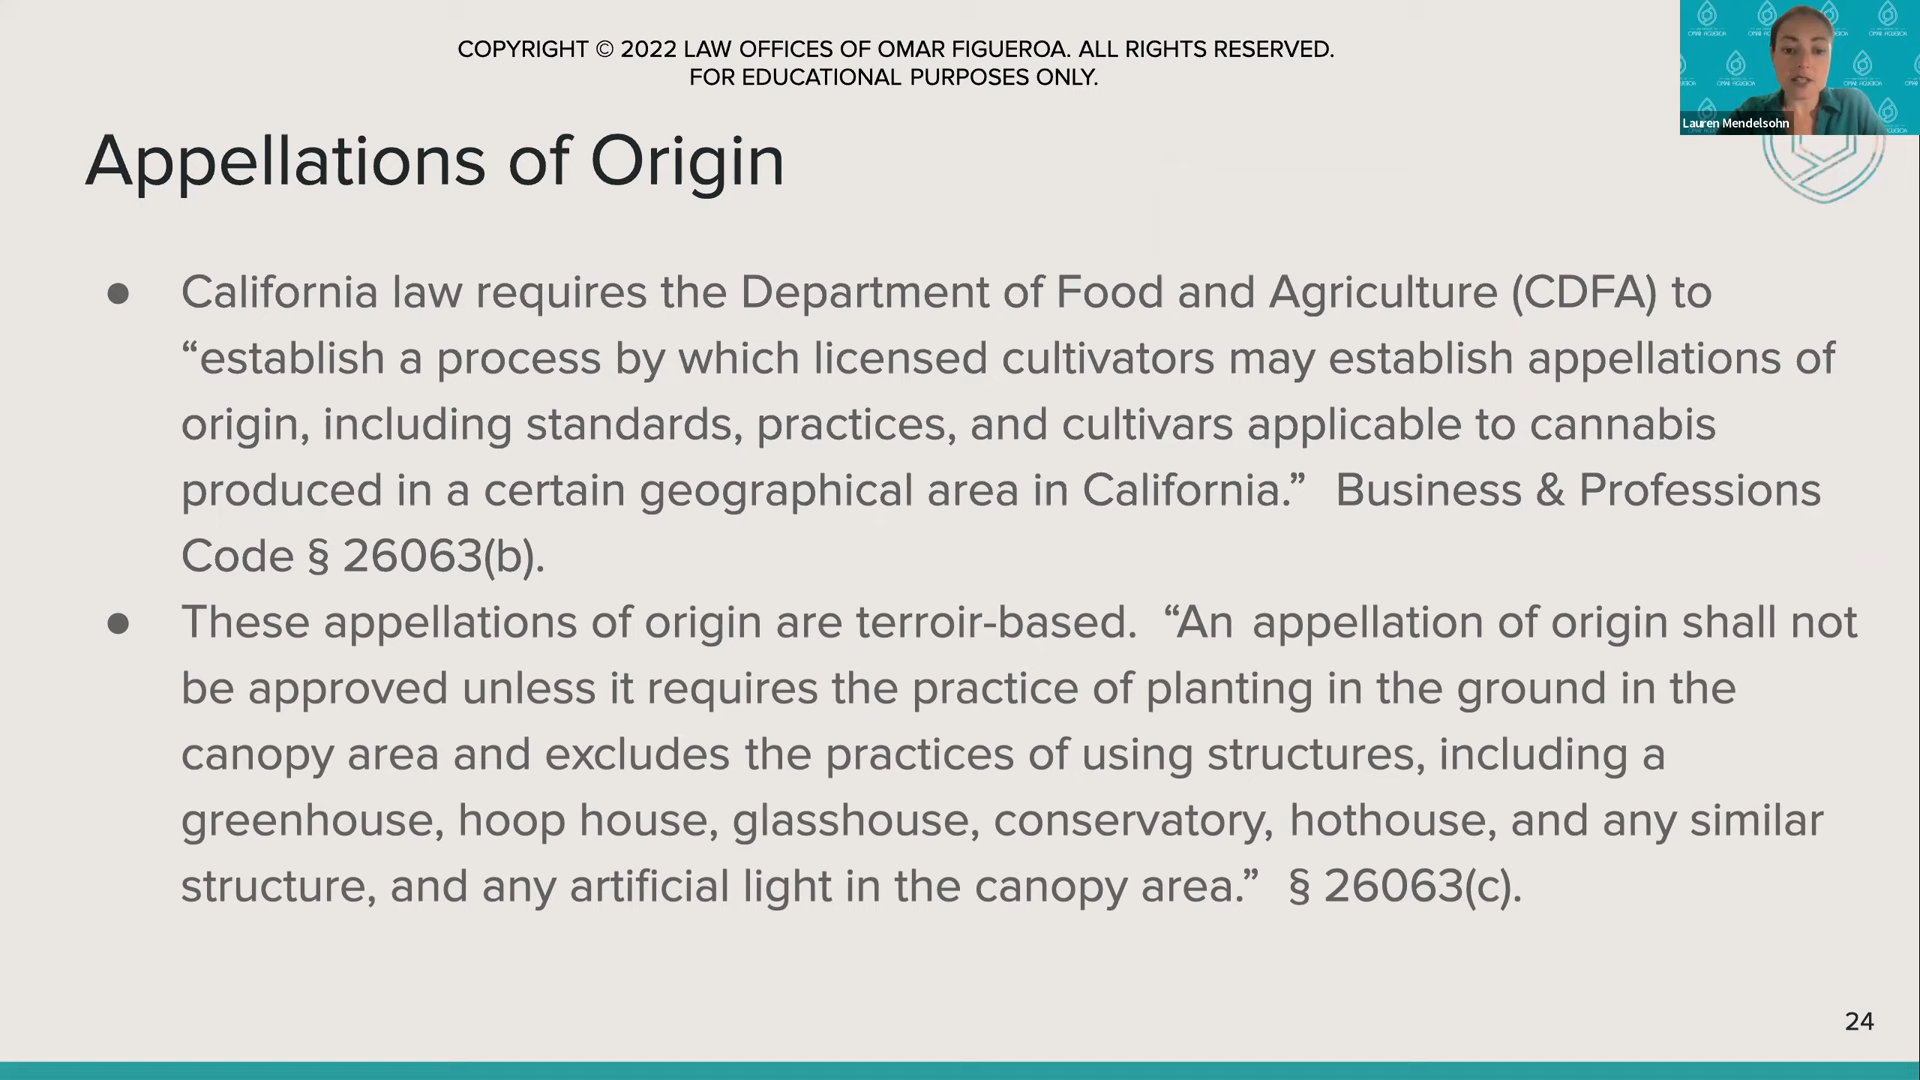 COPYRIGHT © 2022 LAW OFFICES OF OMAR FIGUEROA. ALL RIGHTS RESERVED.
FOR EDUCATIONAL PURPOSES ONLY.
Lauren Mendelsohn
Appellations of Origin
● California law requires the Department of Food and Agriculture (CDFA) to
“establish a process by which licensed cultivators may establish appellations of
origin, including standards, practices, and cultivars applicable to cannabis
produced in a certain geographical area in California.” Business & Professions
Code § 26063(b).
● These appellations of origin are terroir-based. “An appellation of origin shall not
be approved unless it requires the practice of planting in the ground in the
canopy area and excludes the practices of using structures, including a
greenhouse, hoop house, glasshouse, conservatory, hothouse, and any similar
structure, and any artificial light in the canopy area.” § 26063(c).
24